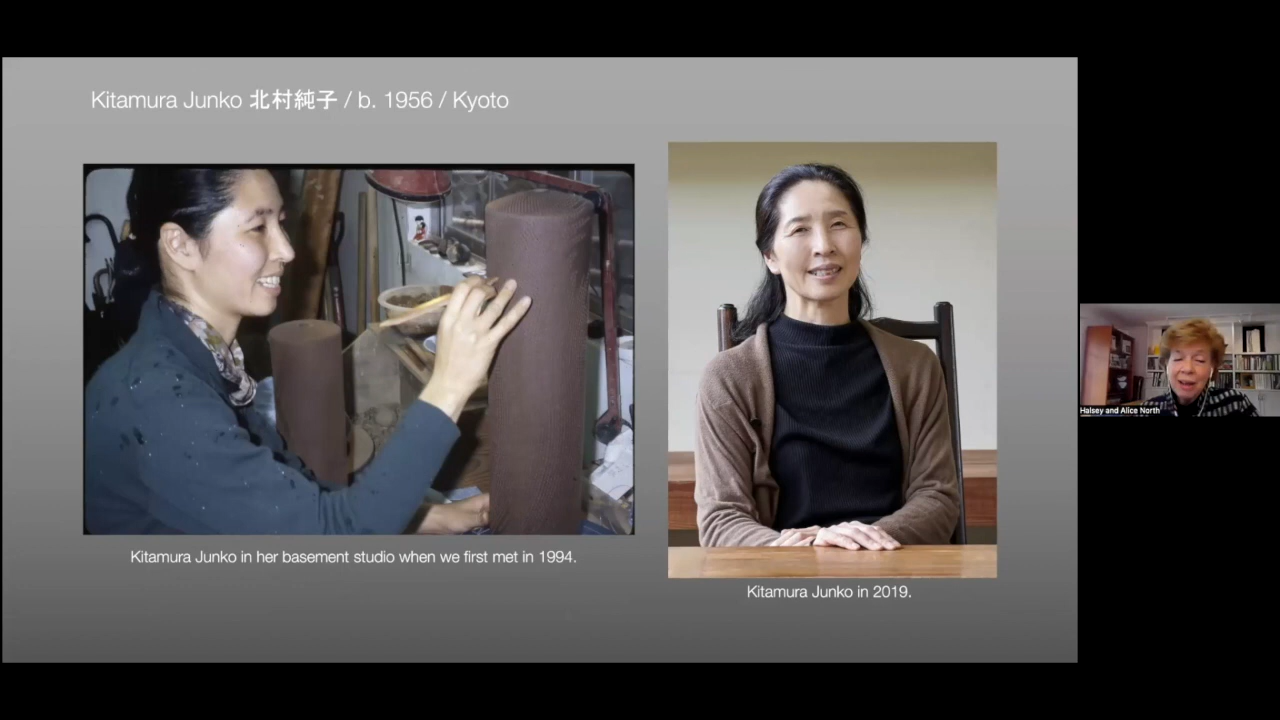 Kitamura Junko 北村純子 / b. 1956 / Kyoto
Kitamura Junko in her basement studio when we first met in 1994.
Kitamura Junko in 2019.
Halsey and Alice North